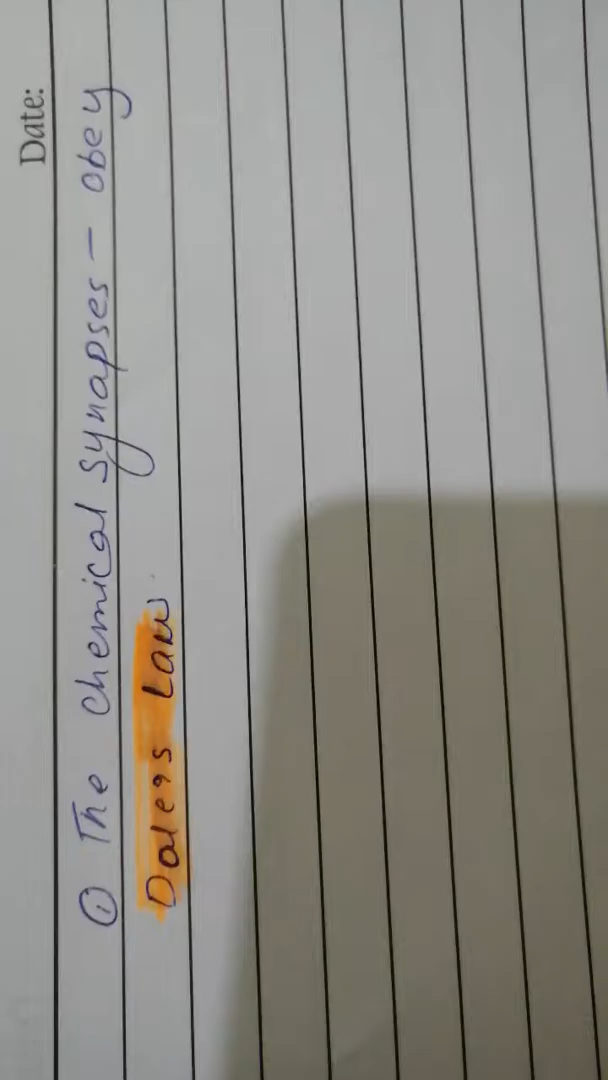 Date:
① The chemical synapses – obey
Dale's Law.